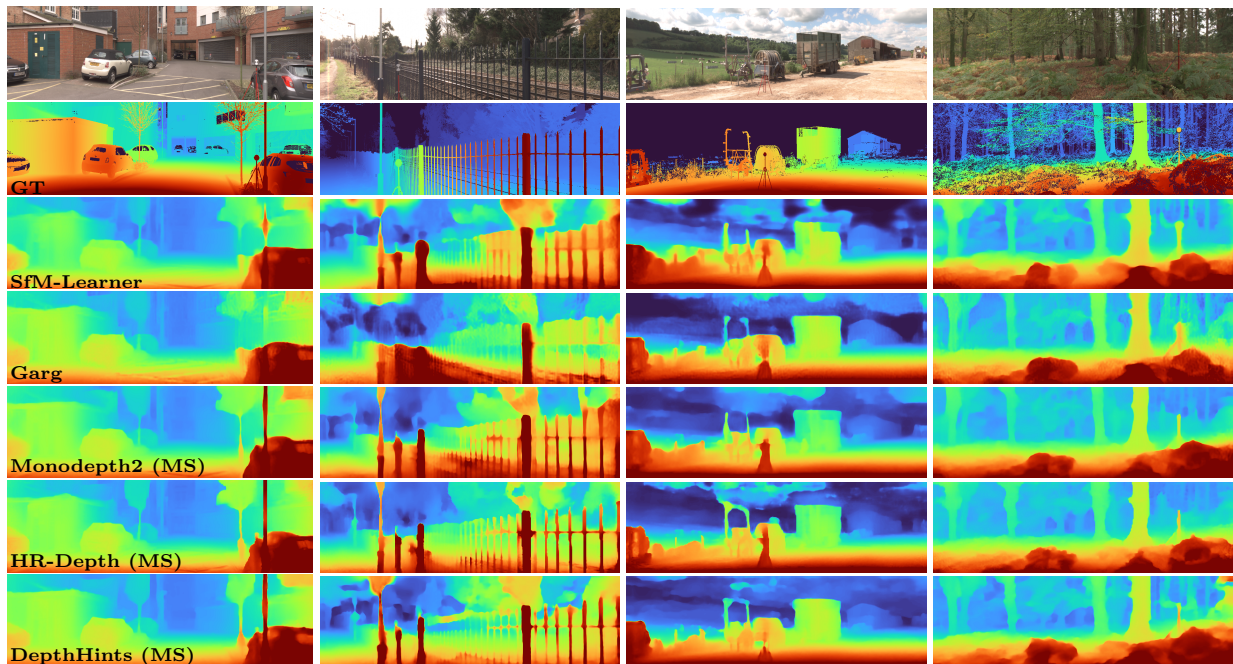 GT
SfM-Learner
Garg
Monodepth2 (MS)
HR-Depth (MS)
DepthHints (MS)